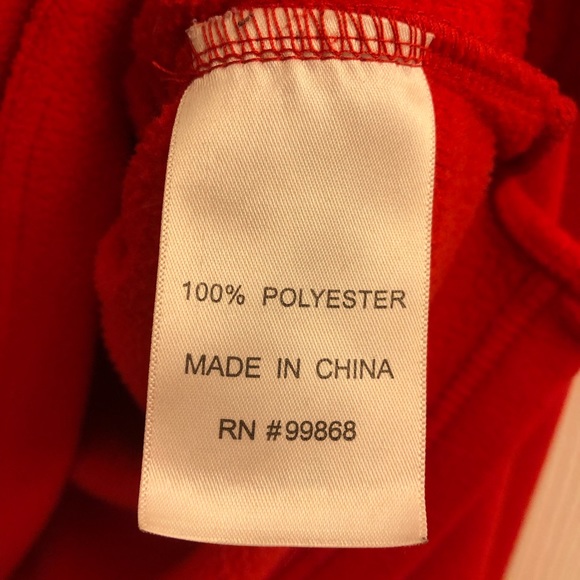 100% POLYESTER
MADE IN CHINA
RN #99868